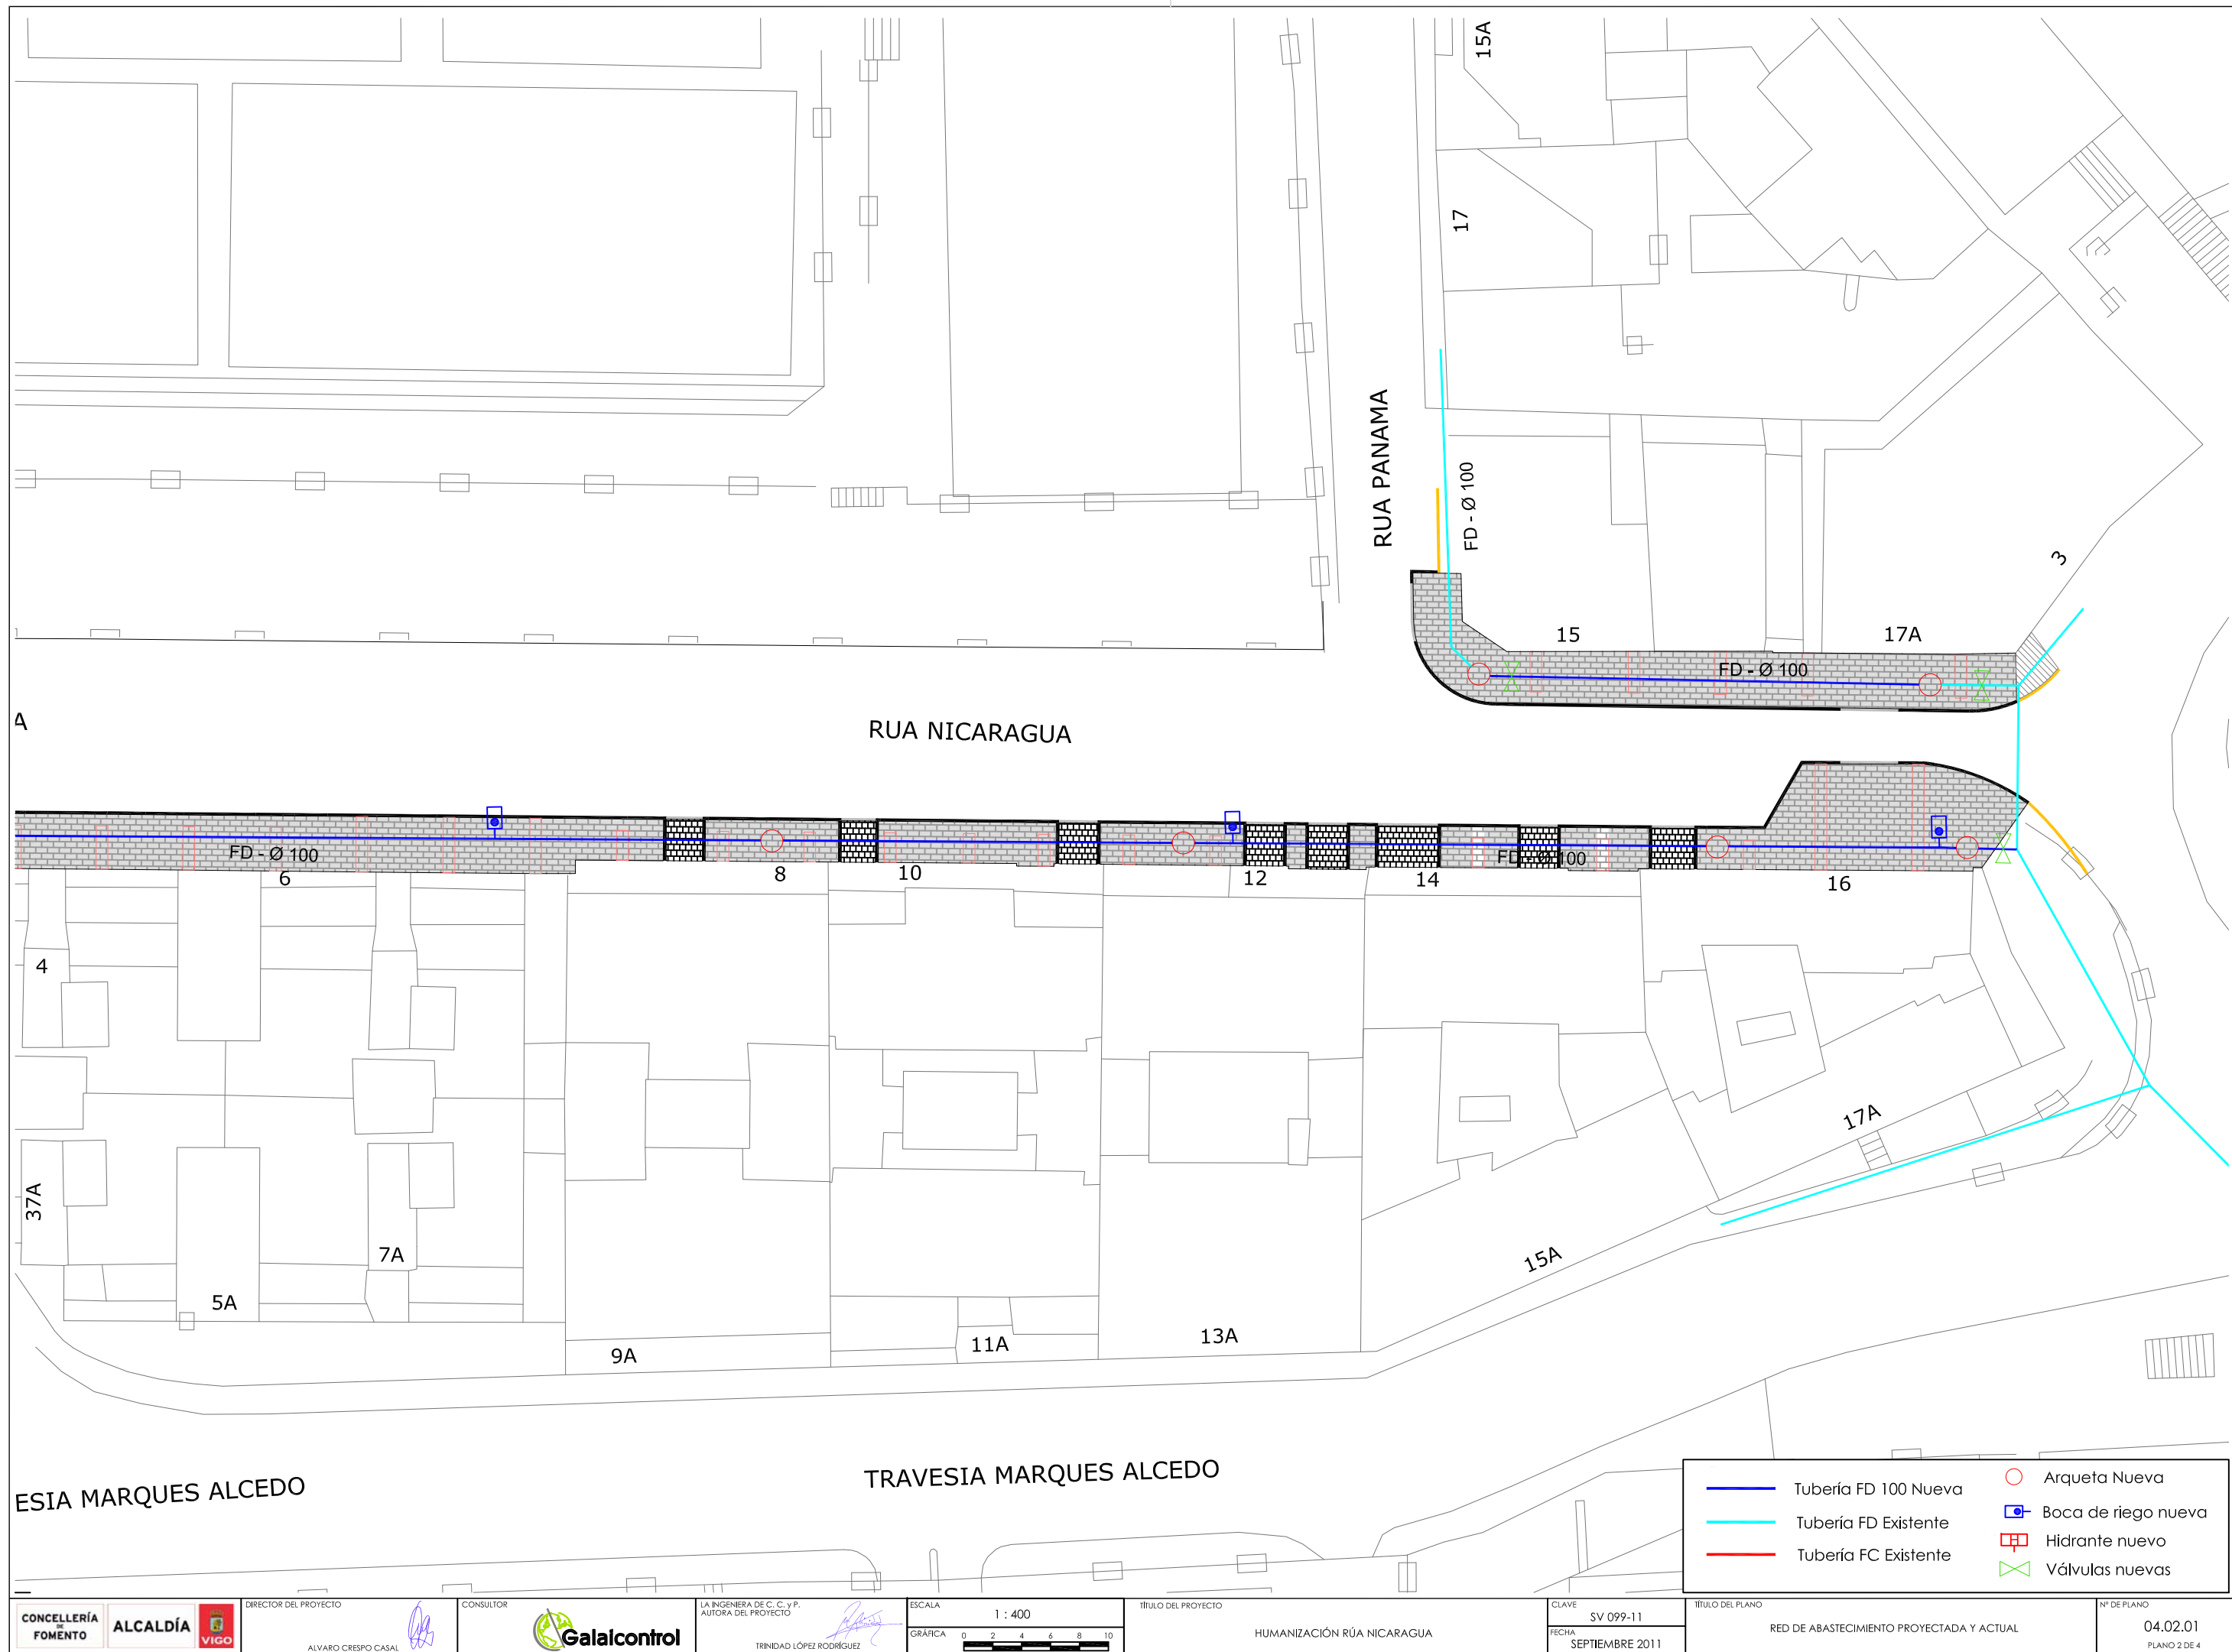 15A
17
RUA PANAMA
FD - Ø 100
3
15
17A
FD - Ø 100
A
RUA NICARAGUA
FD - Ø 100
6
8
10
12
14
FD - Ø 100
16
4
37A
7A
5A
9A
11A
13A
15A
17A
ESIA MARQUES ALCEDO
TRAVESIA MARQUES ALCEDO
Tubería FD 100 Nueva
Tubería FD Existente
Tubería FC Existente
Arqueta Nueva
Boca de riego nueva
Hidrante nuevo
Válvulas nuevas
CONCELLERÍA
DE
FOMENTO
ALCALDÍA
VIGO
DIRECTOR DEL PROYECTO
ALVARO CRESPO CASAL
CONSULTOR
Galaicontrol
LA INGENIERA DE C. C. y P.
AUTORA DEL PROYECTO
TRINIDAD LÓPEZ RODRÍGUEZ
ESCALA
1 : 400
GRÁFICA
0 2 4 6 8 10
TÍTULO DEL PROYECTO
HUMANIZACIÓN RÚA NICARAGUA
CLAVE
SV 099-11
FECHA
SEPTIEMBRE 2011
TÍTULO DEL PLANO
RED DE ABASTECIMIENTO PROYECTADA Y ACTUAL
Nº DE PLANO
04.02.01
PLANO 2 DE 4